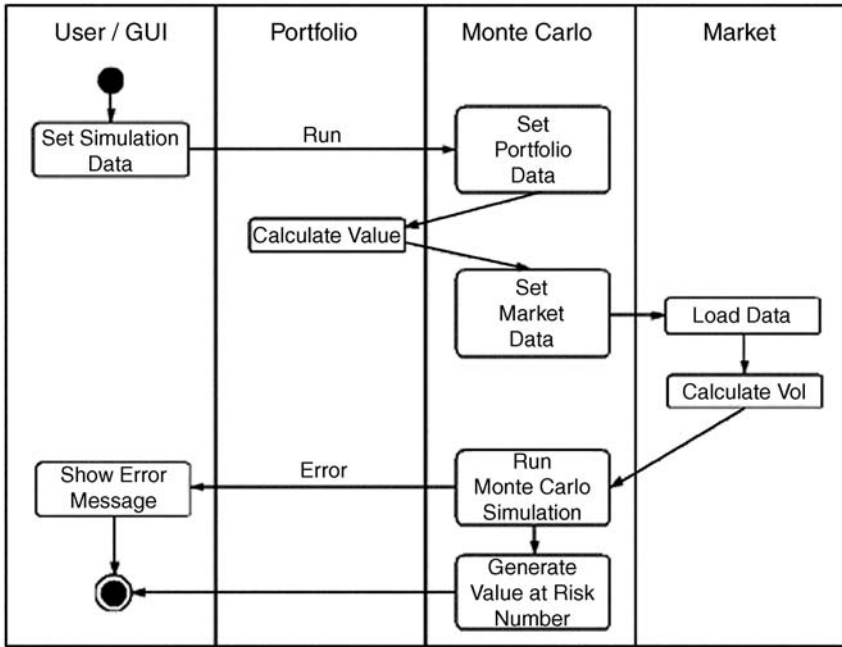 User / GUI
Portfolio
Monte Carlo
Market
Set Simulation
Data
Run
Set
Portfolio
Data
Calculate Value
Set
Market
Data
Load Data
Calculate Vol
Show Error
Message
Error
Run
Monte Carlo
Simulation
Generate
Value at Risk
Number